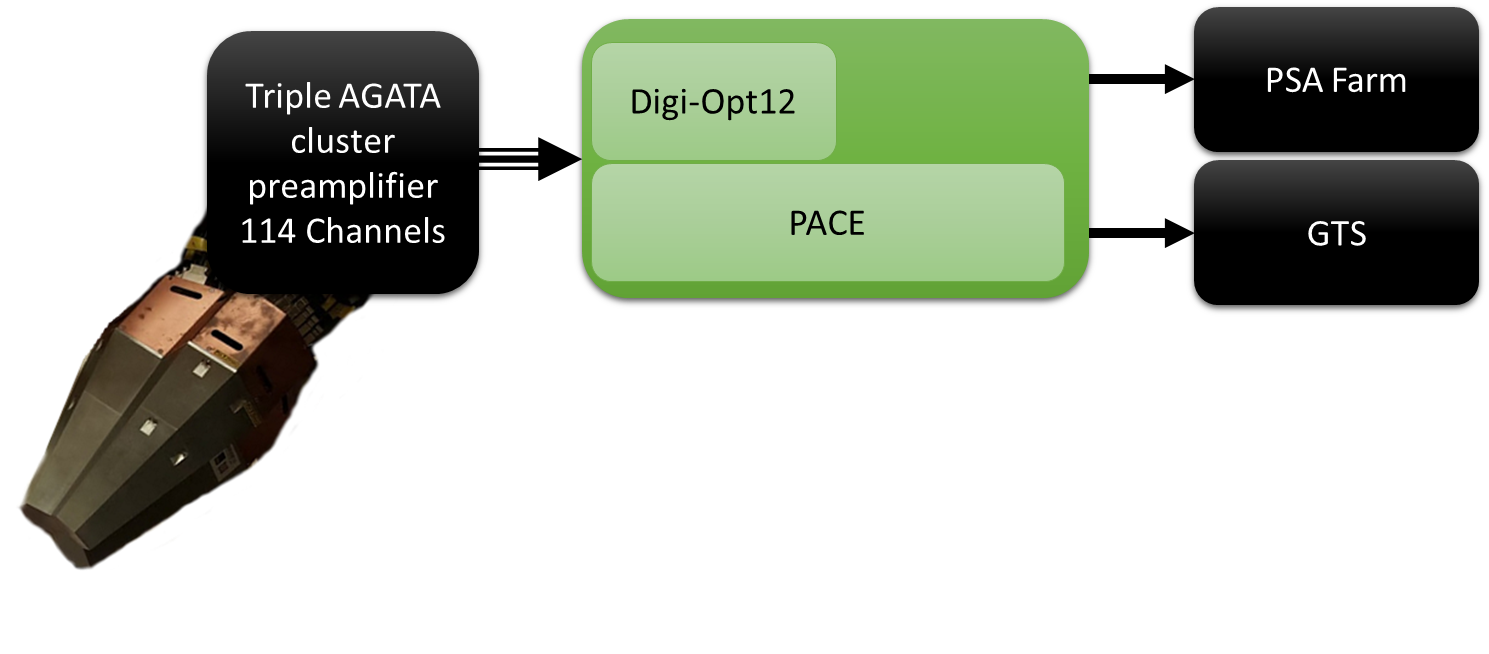 Triple AGATA
cluster
preamplifier
114 Channels
Digi-Opt12
PACE
PSA Farm
GTS